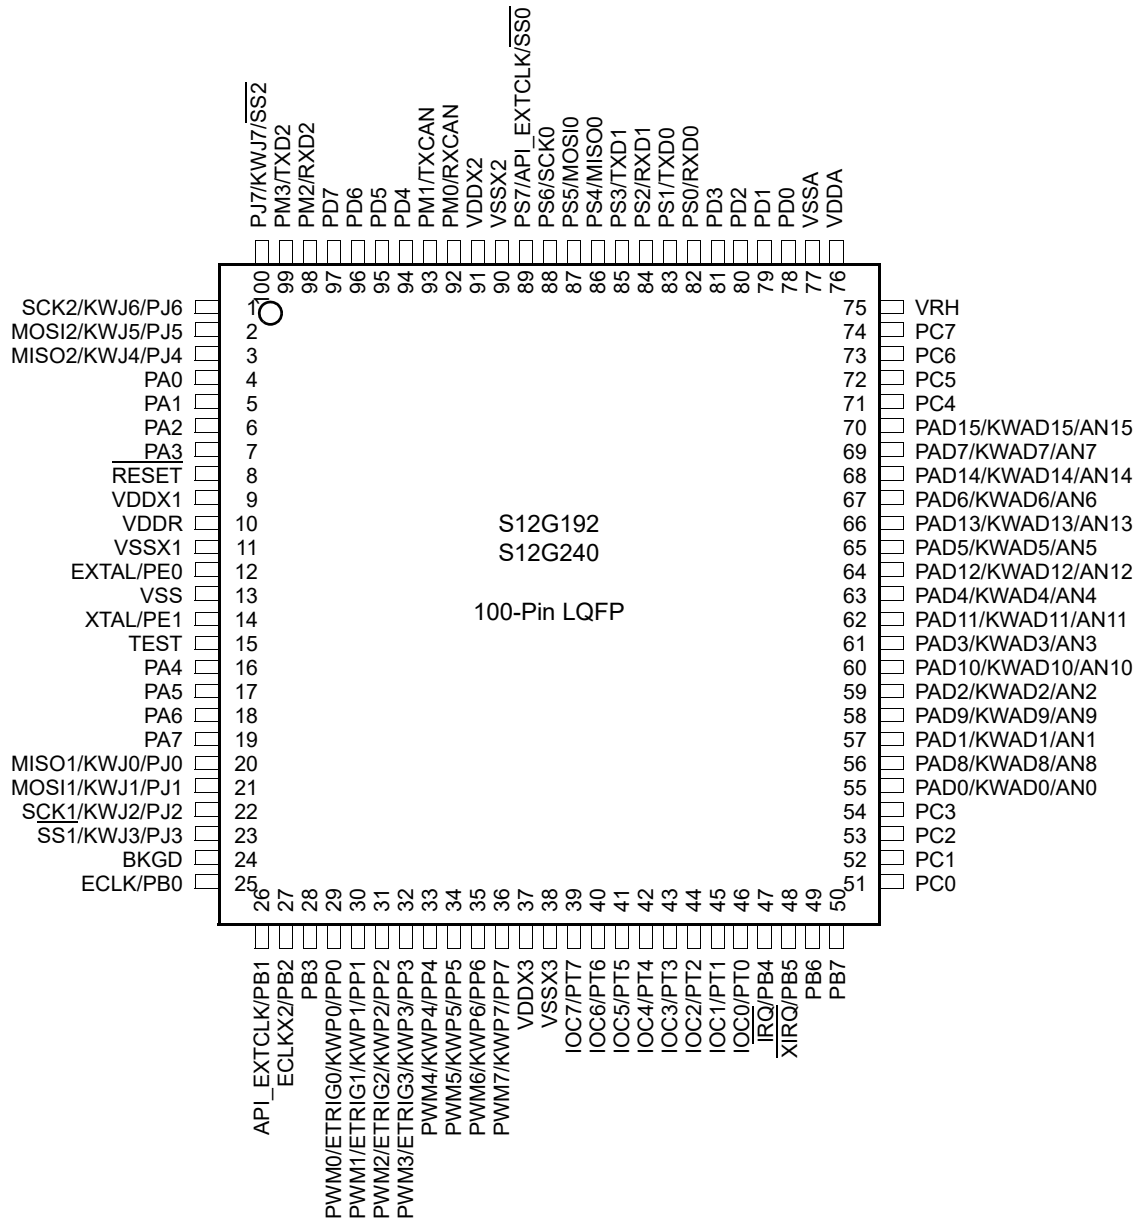 PJ7/KWJ7/SS2
PM3/TXD2
PM2/RXD2
PD7
PD6
PD5
PD4
PM1/TXCAN
PM0/RXCAN
VDDX2
VSSX2
PS7/API_EXTCLK/SS0
PS6/SCK0
PS5/MOSI0
PS4/MISO0
PS3/TXD1
PS2/RXD1
PS1/TXD0
PS0/RXD0
PD3
PD2
PD1
PD0
VSSA
VDDA
100
99
98
97
96
95
94
93
92
91
90
89
88
87
86
85
84
83
82
81
80
79
78
77
76
SCK2/KWJ6/PJ6 1
MOSI2/KWJ5/PJ5 2
MISO2/KWJ4/PJ4 3
PA0 4
PA1 5
PA2 6
PA3 7
RESET 8
VDDX1 9
VDDR 10
VSSX1 11
EXTAL/PE0 12
VSS 13
XTAL/PE1 14
TEST 15
PA4 16
PA5 17
PA6 18
PA7 19
MISO1/KWJ0/PJ0 20
MOSI1/KWJ1/PJ1 21
SCK1/KWJ2/PJ2 22
SS1/KWJ3/PJ3 23
BKGD 24
ECLK/PB0 25
S12G192
S12G240
100-Pin LQFP
75 VRH
74 PC7
73 PC6
72 PC5
71 PC4
70 PAD15/KWAD15/AN15
69 PAD7/KWAD7/AN7
68 PAD14/KWAD14/AN14
67 PAD6/KWAD6/AN6
66 PAD13/KWAD13/AN13
65 PAD5/KWAD5/AN5
64 PAD12/KWAD12/AN12
63 PAD4/KWAD4/AN4
62 PAD11/KWAD11/AN11
61 PAD3/KWAD3/AN3
60 PAD10/KWAD10/AN10
59 PAD2/KWAD2/AN2
58 PAD9/KWAD9/AN9
57 PAD1/KWAD1/AN1
56 PAD8/KWAD8/AN8
55 PAD0/KWAD0/AN0
54 PC3
53 PC2
52 PC1
51 PC0
26
27
28
29
30
31
32
33
34
35
36
37
38
39
40
41
42
43
44
45
46
47
48
49
50
API_EXTCLK/PB1
ECLKX2/PB2
PB3
PWM0/ETRIG0/KWP0/PP0
PWM1/ETRIG1/KWP1/PP1
PWM2/ETRIG2/KWP2/PP2
PWM3/ETRIG3/KWP3/PP3
PWM4/KWP4/PP4
PWM5/KWP5/PP5
PWM6/KWP6/PP6
PWM7/KWP7/PP7
VDDX3
VSSX3
IOC7/PT7
IOC6/PT6
IOC5/PT5
IOC4/PT4
IOC3/PT3
IOC2/PT2
IOC1/PT1
IOC0/PT0
IRQ/PB4
XIRQ/PB5
PB6
PB7